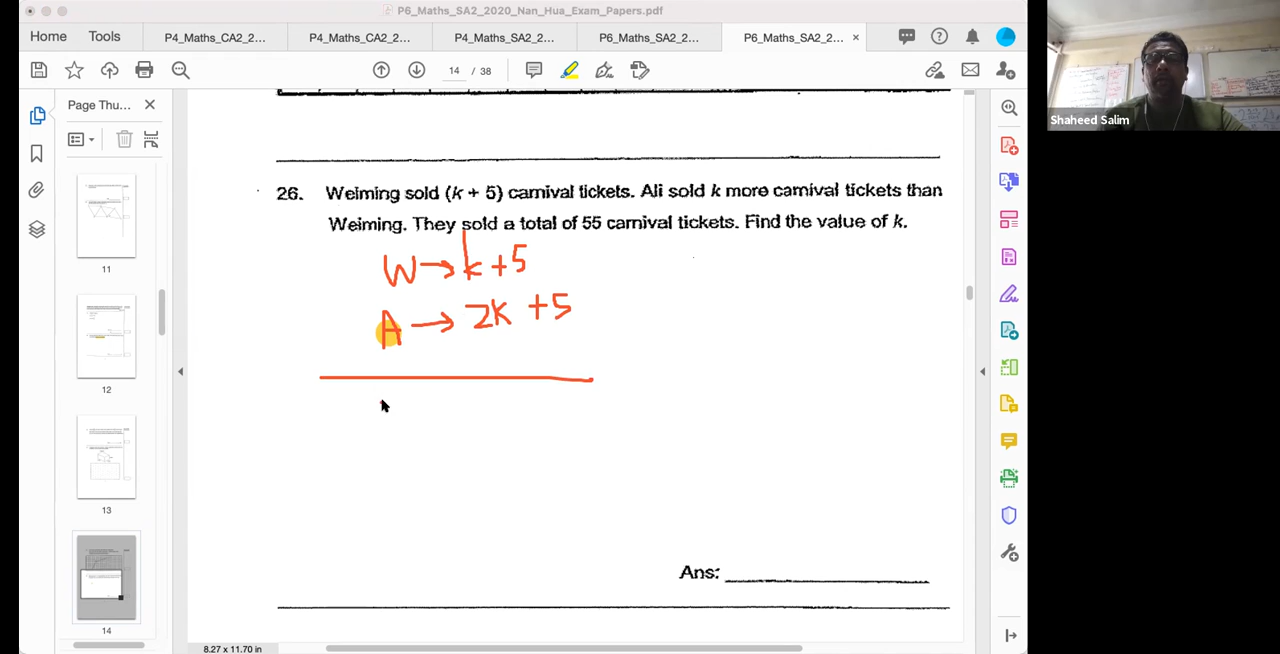 P6_Maths_SA2_2020_Nan_Hua_Exam_Papers.pdf
Home Tools P4_Maths_CA2_2... P4_Maths_CA2_2... P4_Maths_SA2_2... P6_Maths_SA2_2... P6_Maths_SA2_2... ×
14 / 38
Page Thu...
11
12
13
14
26. Weiming sold (k + 5) carnival tickets. Ali sold k more carnival tickets than
Weiming. They sold a total of 55 carnival tickets. Find the value of k.
W → k + 5
A → 2k + 5
Ans:
8.27 x 11.70 in
Shaheed Salim